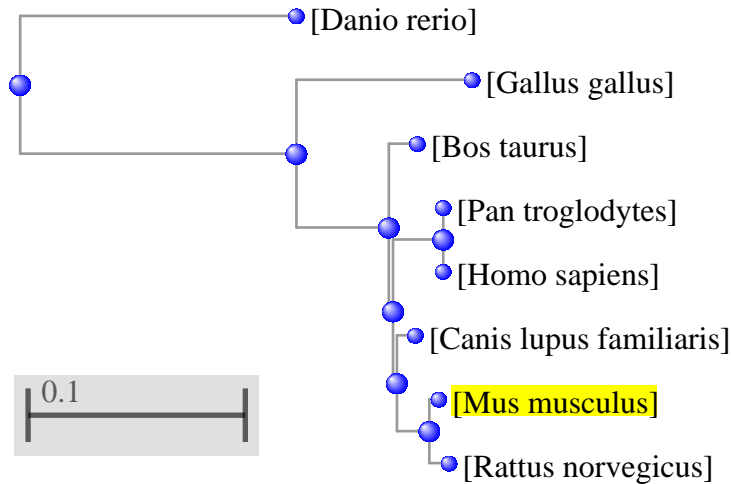 [Danio rerio]
[Gallus gallus]
[Bos taurus]
[Pan troglodytes]
[Homo sapiens]
[Canis lupus familiaris]
0.1
[Mus musculus]
[Rattus norvegicus]